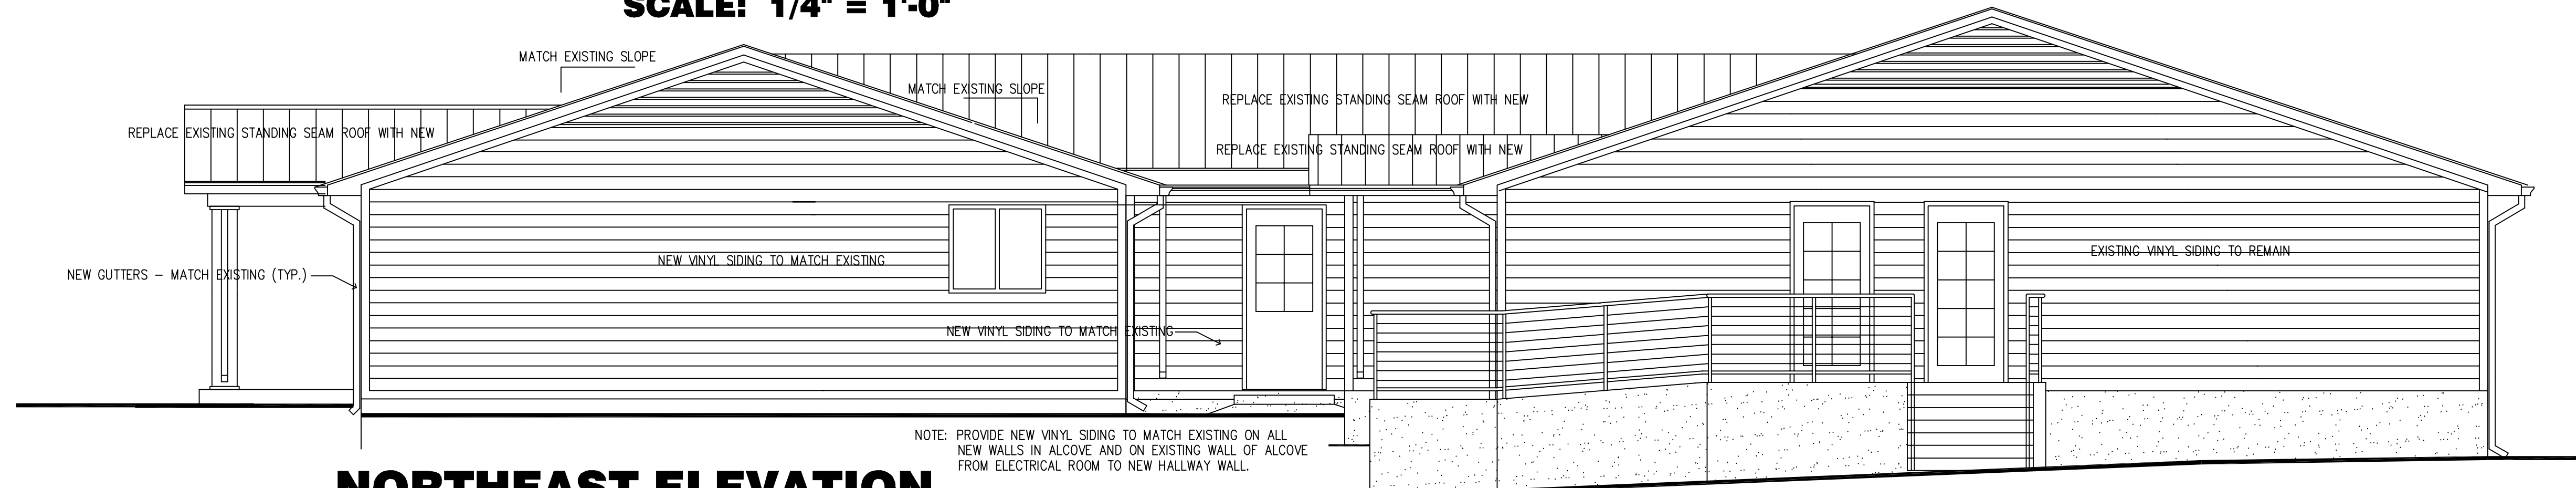 SCALE: 1/4" = 1'-0"
MATCH EXISTING SLOPE
MATCH EXISTING SLOPE
REPLACE EXISTING STANDING SEAM ROOF WITH NEW
REPLACE EXISTING STANDING SEAM ROOF WITH NEW
REPLACE EXISTING STANDING SEAM ROOF WITH NEW
EXISTING VINYL SIDING TO REMAIN
NEW VINYL SIDING TO MATCH EXISTING
NEW GUTTERS – MATCH EXISTING (TYP.)
NEW VINYL SIDING TO MATCH EXISTING
NOTE: PROVIDE NEW VINYL SIDING TO MATCH EXISTING ON ALL
NEW WALLS IN ALCOVE AND ON EXISTING WALL OF ALCOVE
FROM ELECTRICAL ROOM TO NEW HALLWAY WALL.
NORTHEAST ELEVATION